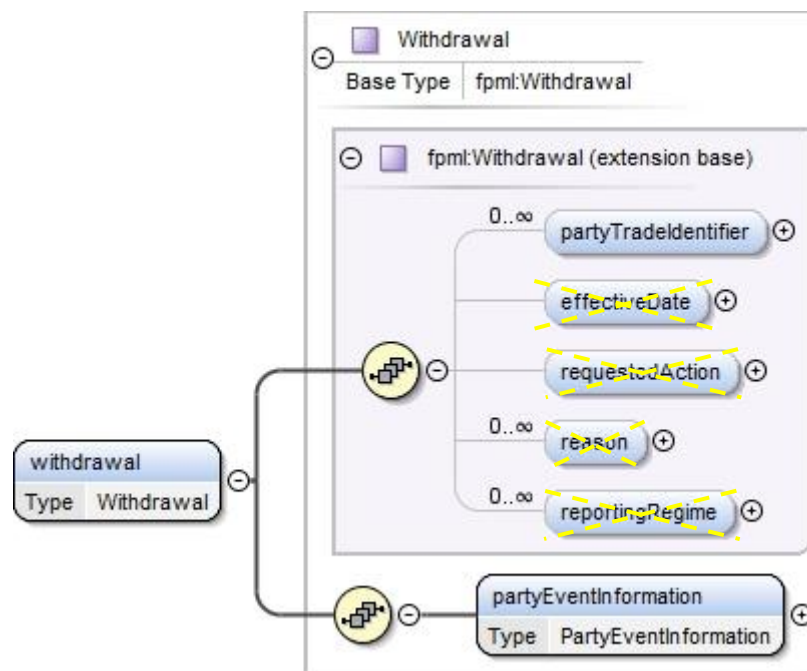 Withdrawal
Base Type fpml:Withdrawal
fpml:Withdrawal (extension base)
0..∞
partyTradeIdentifier
effectiveDate
requestedAction
0..∞
reason
0..∞
reportingRegime
withdrawal
Type Withdrawal
partyEventInformation
Type PartyEventInformation